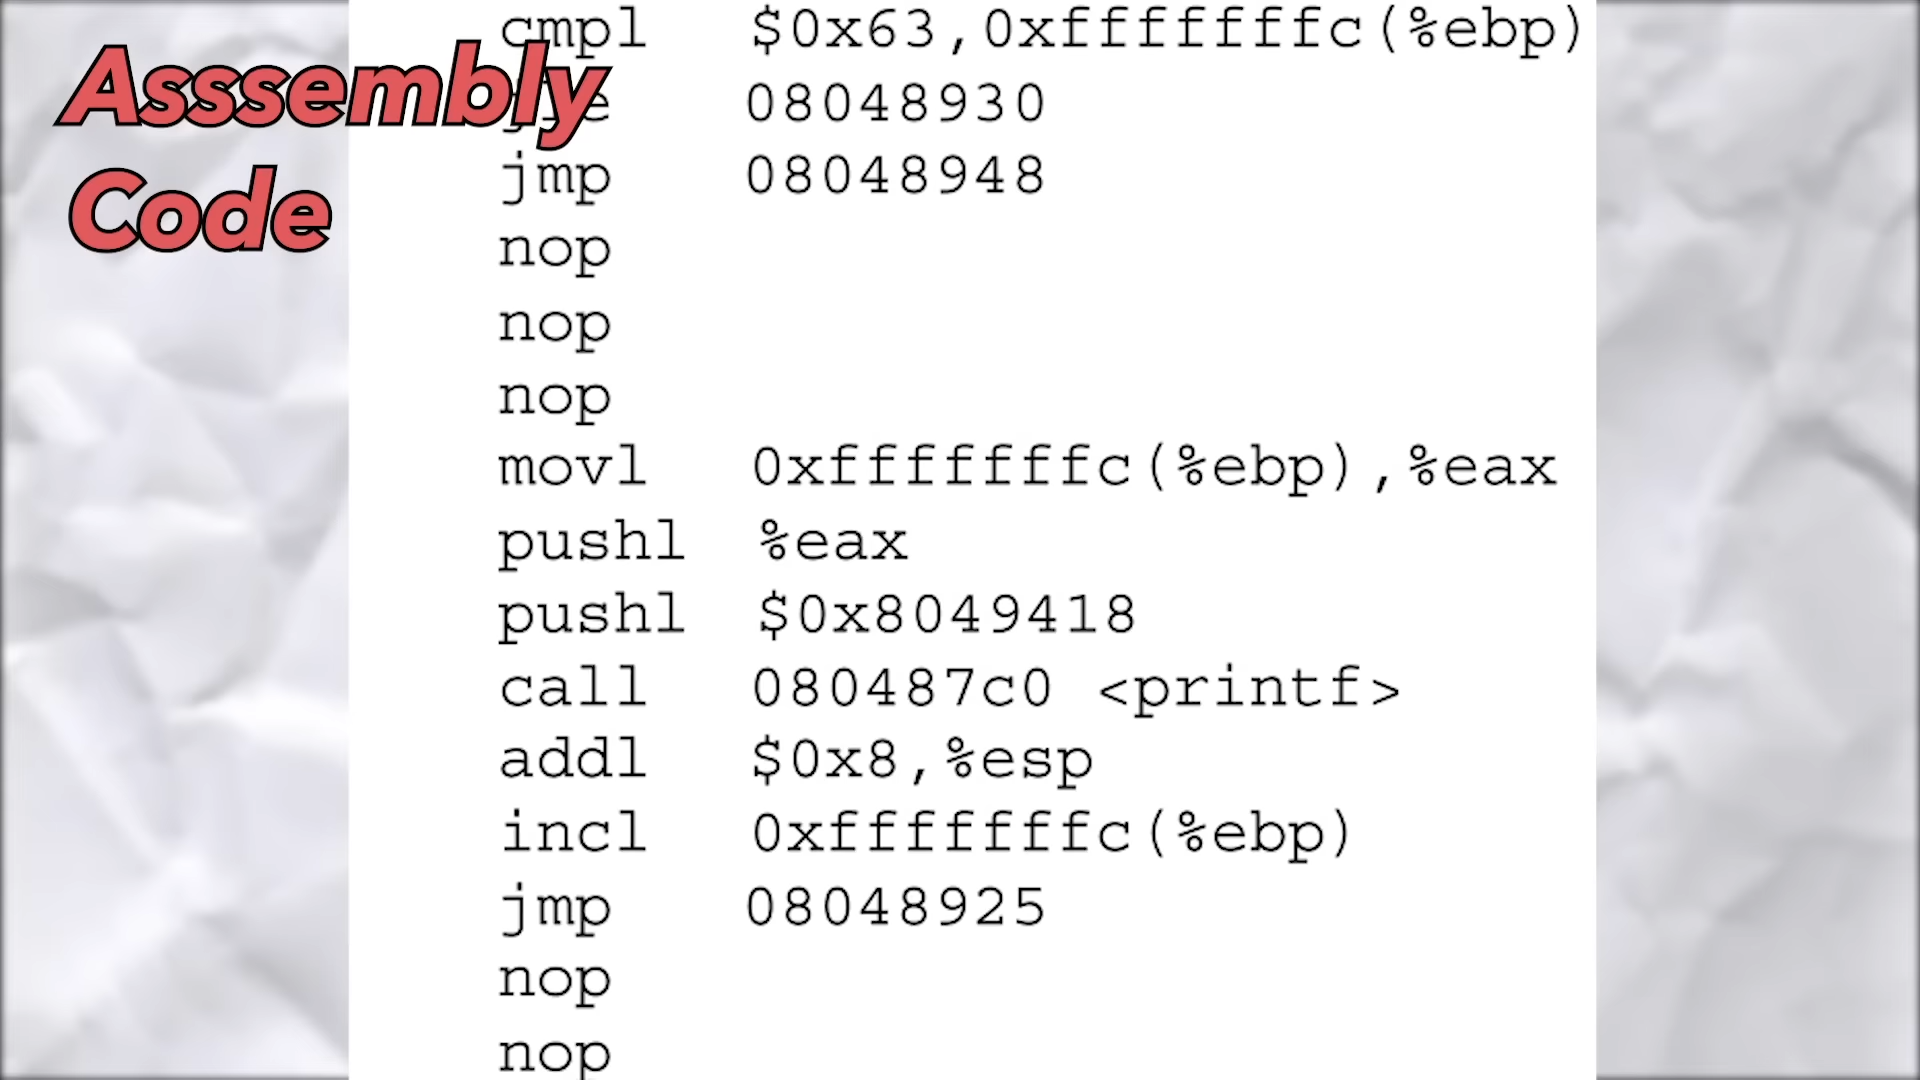 Asssembly
Code
cmpl $0x63,0xfffffffc(%ebp)
08048930
jmp 08048948
nop
nop
nop
movl 0xfffffffc(%ebp),%eax
pushl %eax
pushl $0x8049418
call 080487c0 <printf>
addl $0x8,%esp
incl 0xfffffffc(%ebp)
jmp 08048925
nop
nop